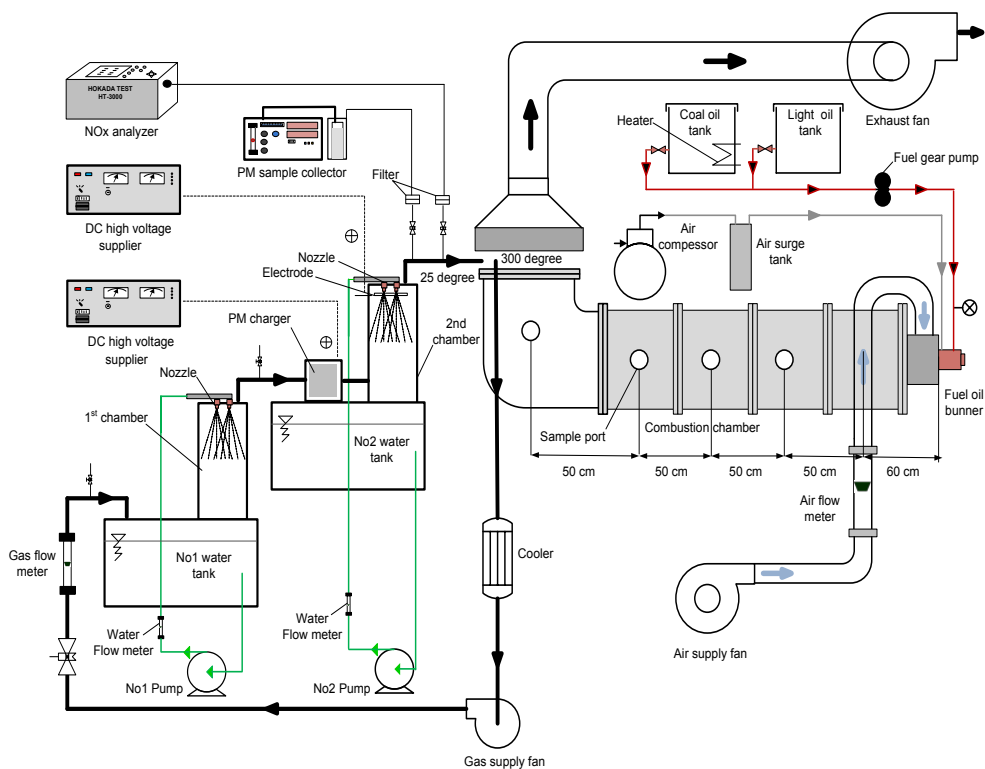 HOKADA TEST
HT-3000
NOx analyzer
PM sample collector
Filter
DC high voltage
supplier
DC high voltage
supplier
Nozzle
Electrode
25 degree
300 degree
PM charger
2nd
chamber
Nozzle
1st chamber
No2 water
tank
No1 water
tank
Gas flow
meter
Water
Flow meter
Water
Flow meter
No1 Pump
No2 Pump
Cooler
Gas supply fan
Exhaust fan
Coal oil
tank
Light oil
tank
Heater
Fuel gear pump
Air
compessor
Air surge
tank
Fuel oil
bunner
Sample port
Combustion chamber
50 cm
50 cm
50 cm
50 cm
60 cm
Air flow
meter
Air supply fan